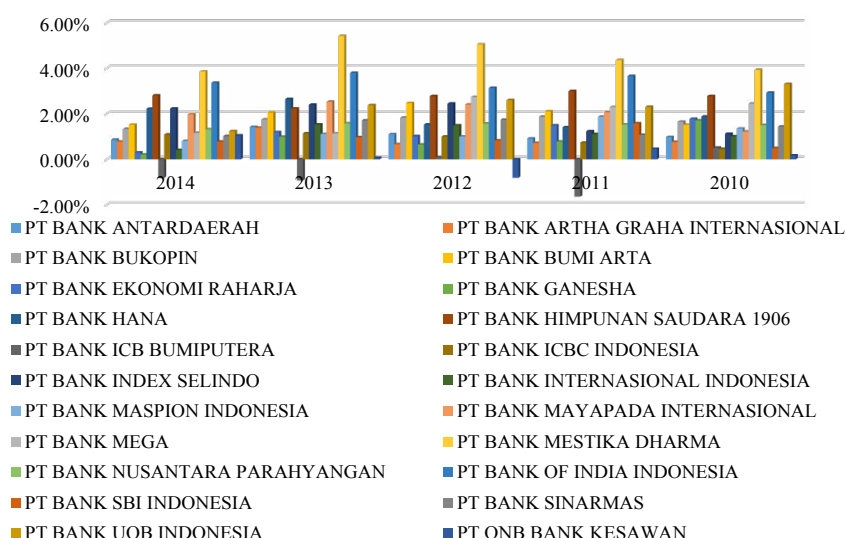 6.00%
4.00%
2.00%
0.00%
-2.00%
2014 2013 2012 2011 2010
PT BANK ANTARDAERAH PT BANK ARTHA GRAHA INTERNASIONAL
PT BANK BUKOPIN PT BANK BUMI ARTA
PT BANK EKONOMI RAHARJA PT BANK GANESHA
PT BANK HANA PT BANK HIMPUNAN SAUDARA 1906
PT BANK ICB BUMIPUTERA PT BANK ICBC INDONESIA
PT BANK INDEX SELINDO PT BANK INTERNASIONAL INDONESIA
PT BANK MASPION INDONESIA PT BANK MAYAPADA INTERNASIONAL
PT BANK MEGA PT BANK MESTIKA DHARMA
PT BANK NUSANTARA PARAHYANGAN PT BANK OF INDIA INDONESIA
PT BANK SBI INDONESIA PT BANK SINARMAS
PT BANK UOB INDONESIA PT QNB BANK KESAWAN